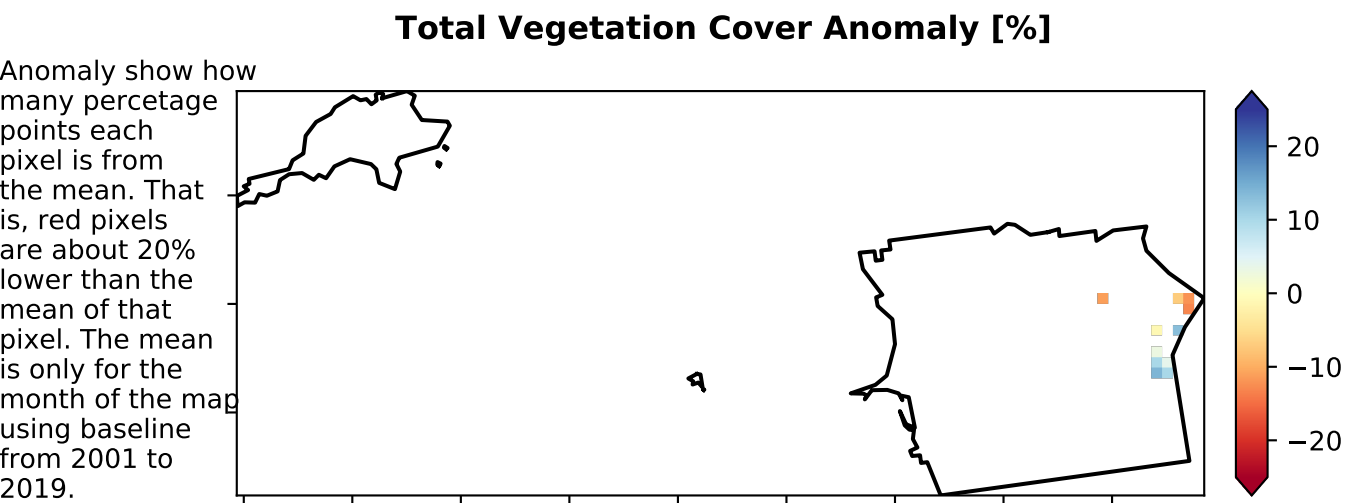 Total Vegetation Cover Anomaly [%]
Anomaly show how
many percetage
points each
pixel is from
the mean. That
is, red pixels
are about 20%
lower than the
mean of that
pixel. The mean
is only for the
month of the map
using baseline
from 2001 to
2019.
20
10
0
−10
−20